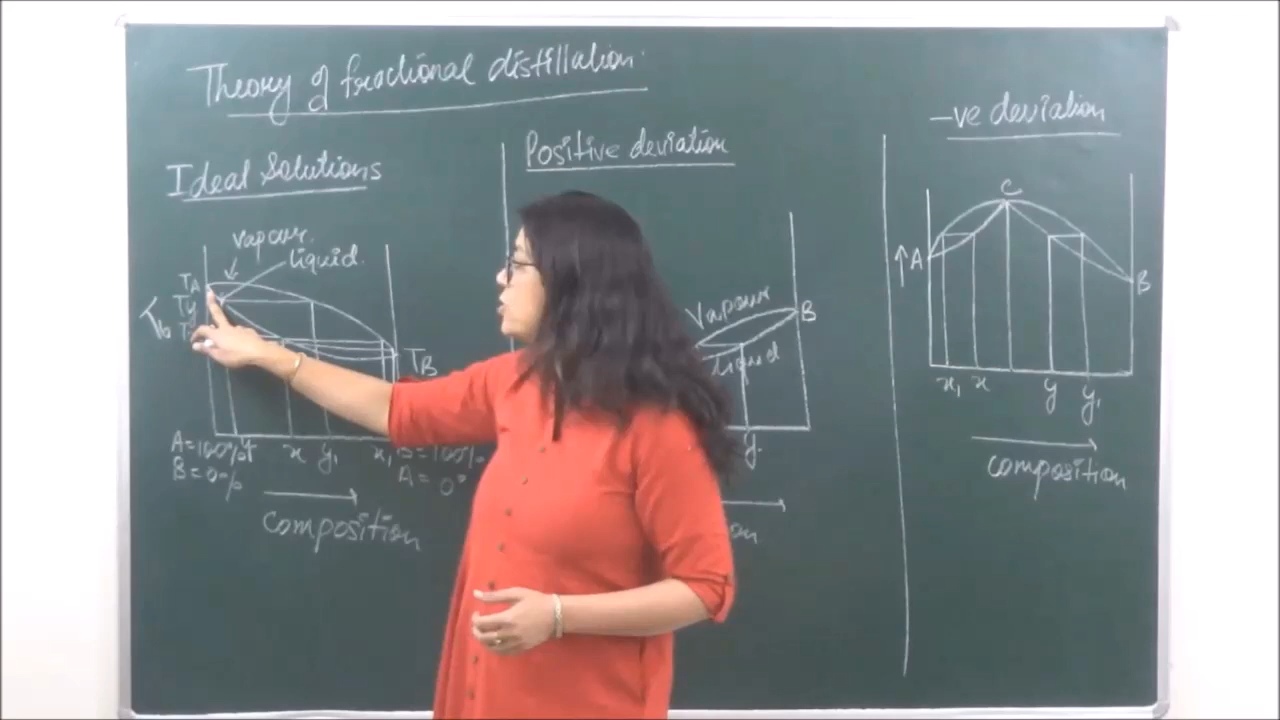 Theory of fractional distillation.
Ideal Solutions
vapour.
liquid.
TA
Ty
Tb
TB
A=100%
B=0%
x
y1
x1
B=100%
A=0
composition
Positive deviation
Vapour
B
liquid
y.
-ve deviation
C
↑A
B
x1 x
y y1
composition